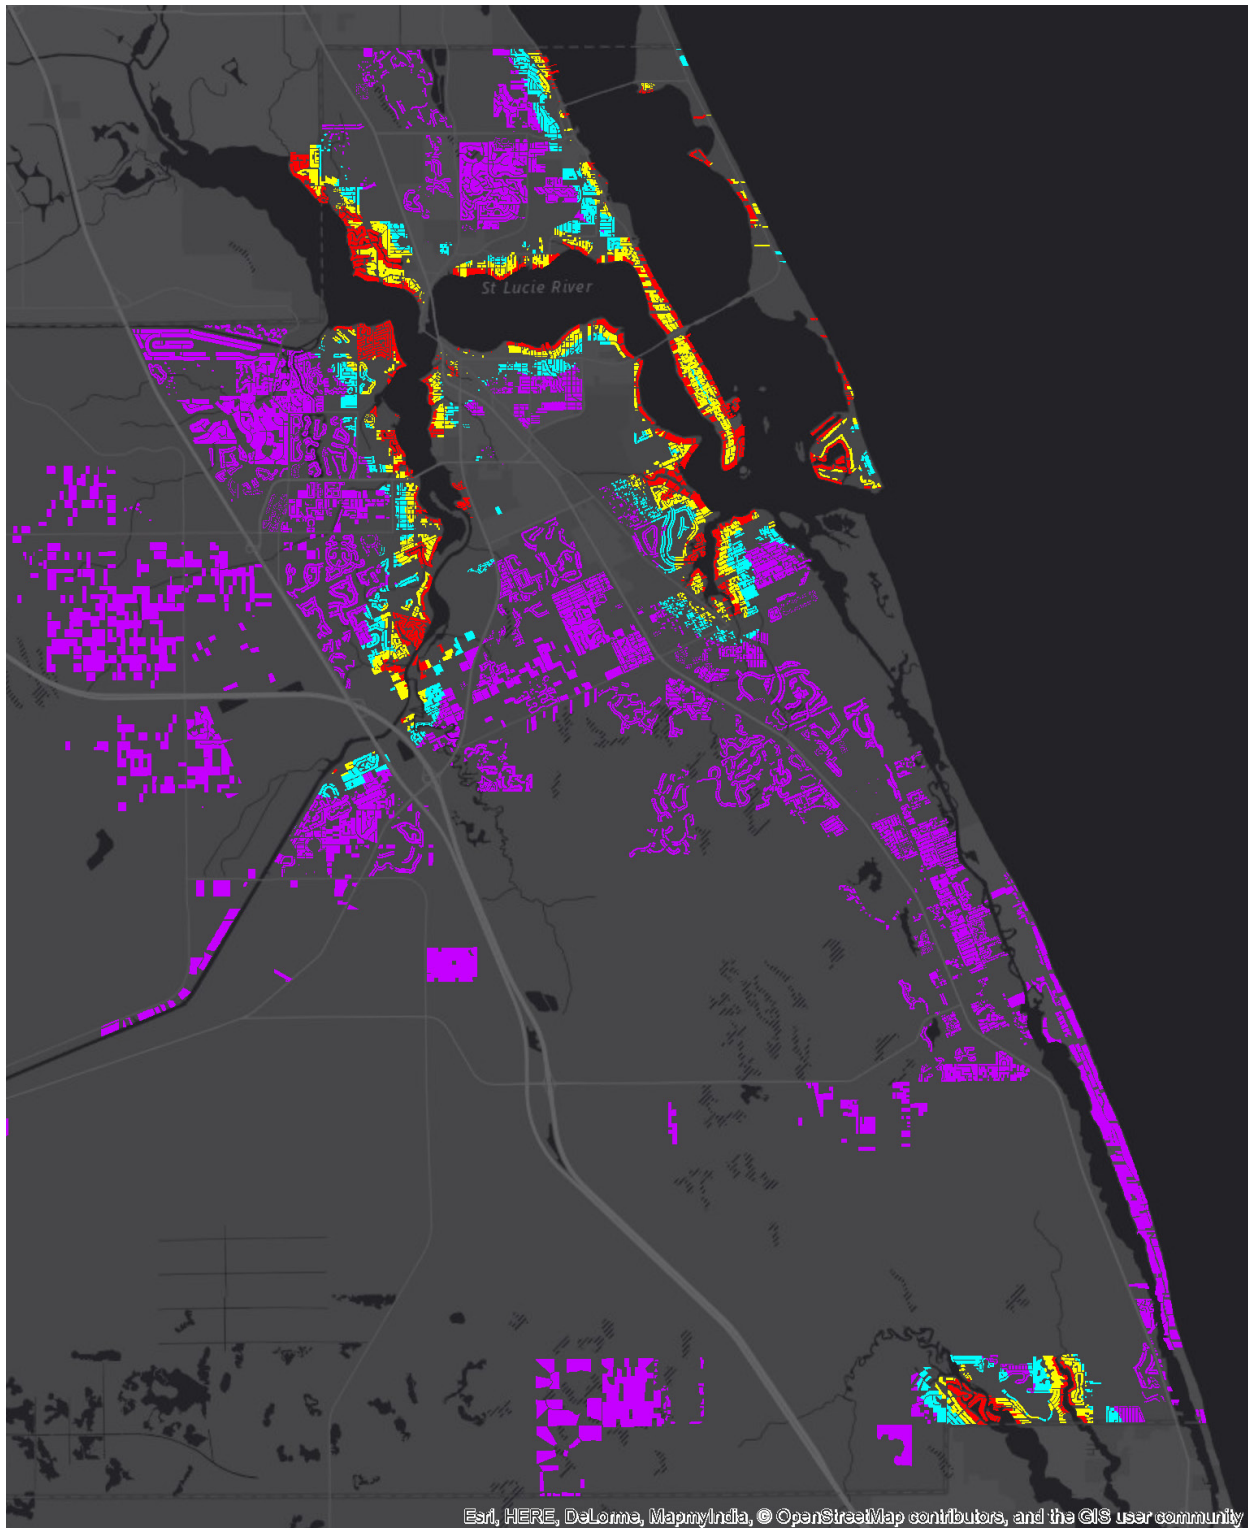 St Lucie River
Esri, HERE, DeLorme, MapmyIndia, © OpenStreetMap contributors, and the GIS user community